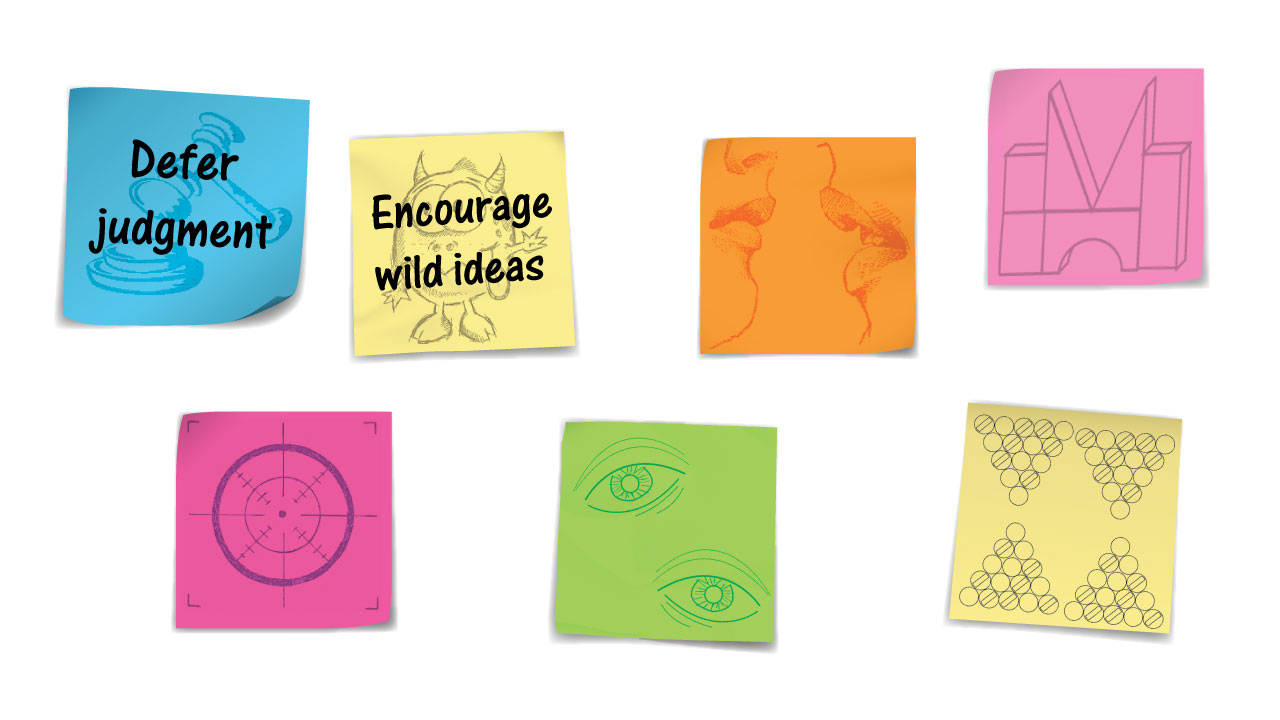 Defer
judgment
Encourage
wild ideas